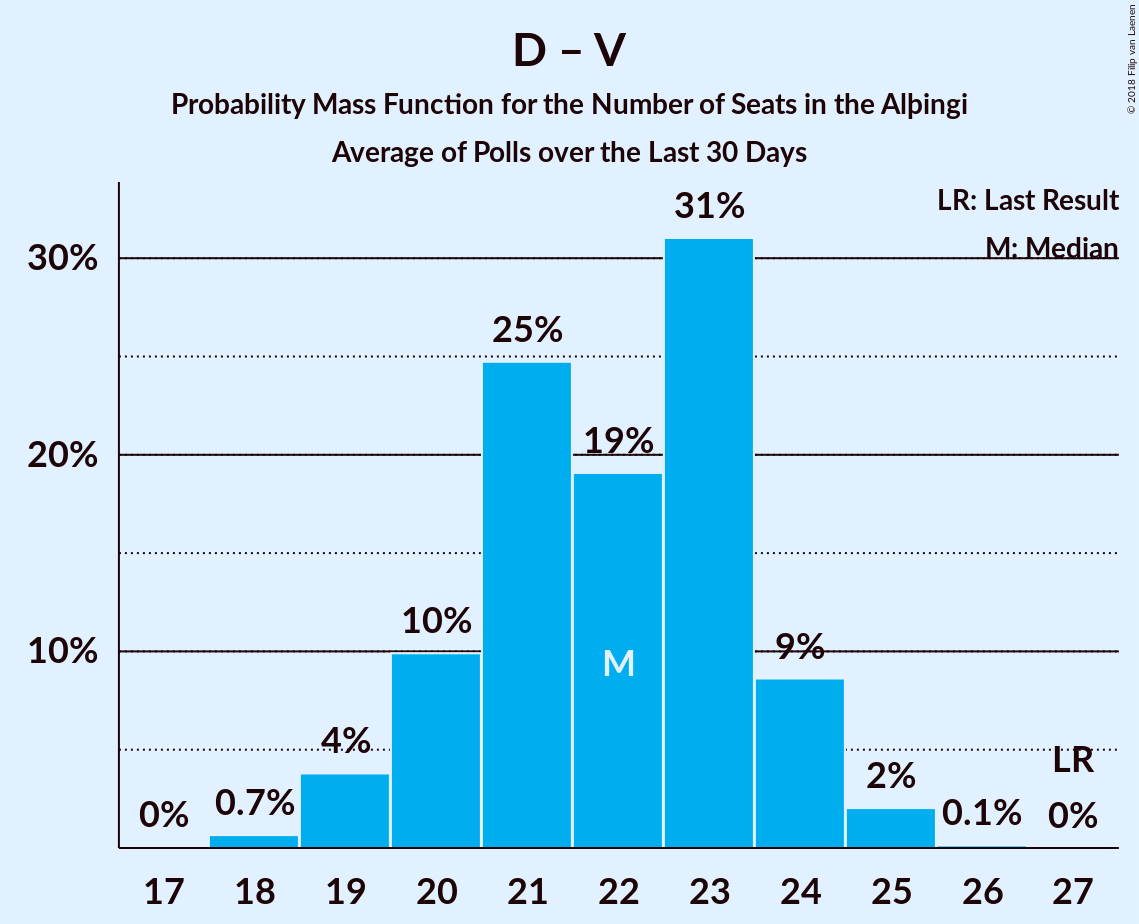 D – V
Probability Mass Function for the Number of Seats in the Alþingi
Average of Polls over the Last 30 Days
© 2018 Filip van Laenen
LR: Last Result
M: Median
31%
30%
25%
19%
20%
10%
M
9%
10%
4%
LR
2%
0%
0.7%
0.1%
0%
17 18 19 20 21 22 23 24 25 26 27